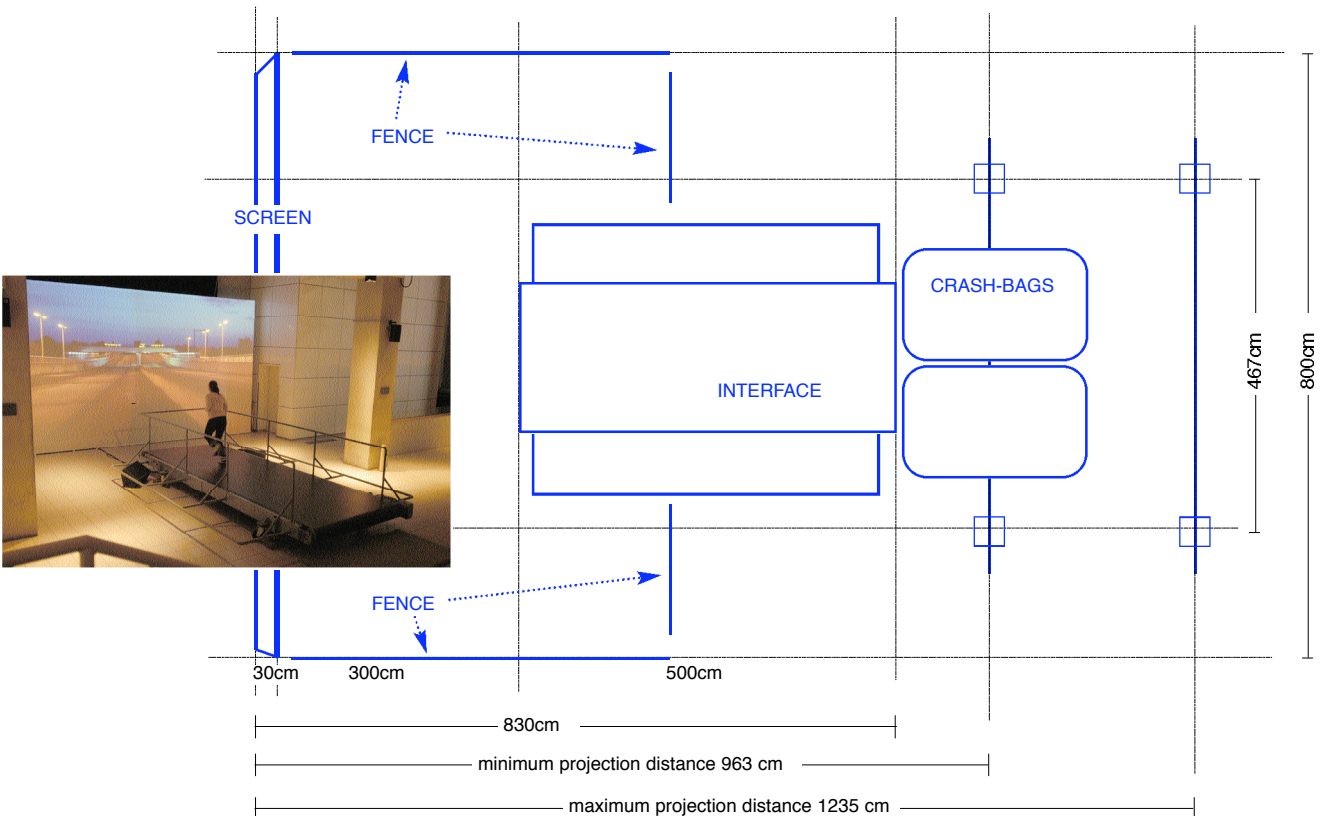 FENCE
SCREEN
CRASH-BAGS
INTERFACE
467cm
800cm
FENCE
30cm
300cm
500cm
830cm
minimum projection distance 963 cm
maximum projection distance 1235 cm